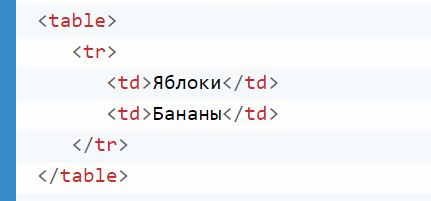 <table>
<tr>
<td>Яблоки</td>
<td>Бананы</td>
</tr>
</table>